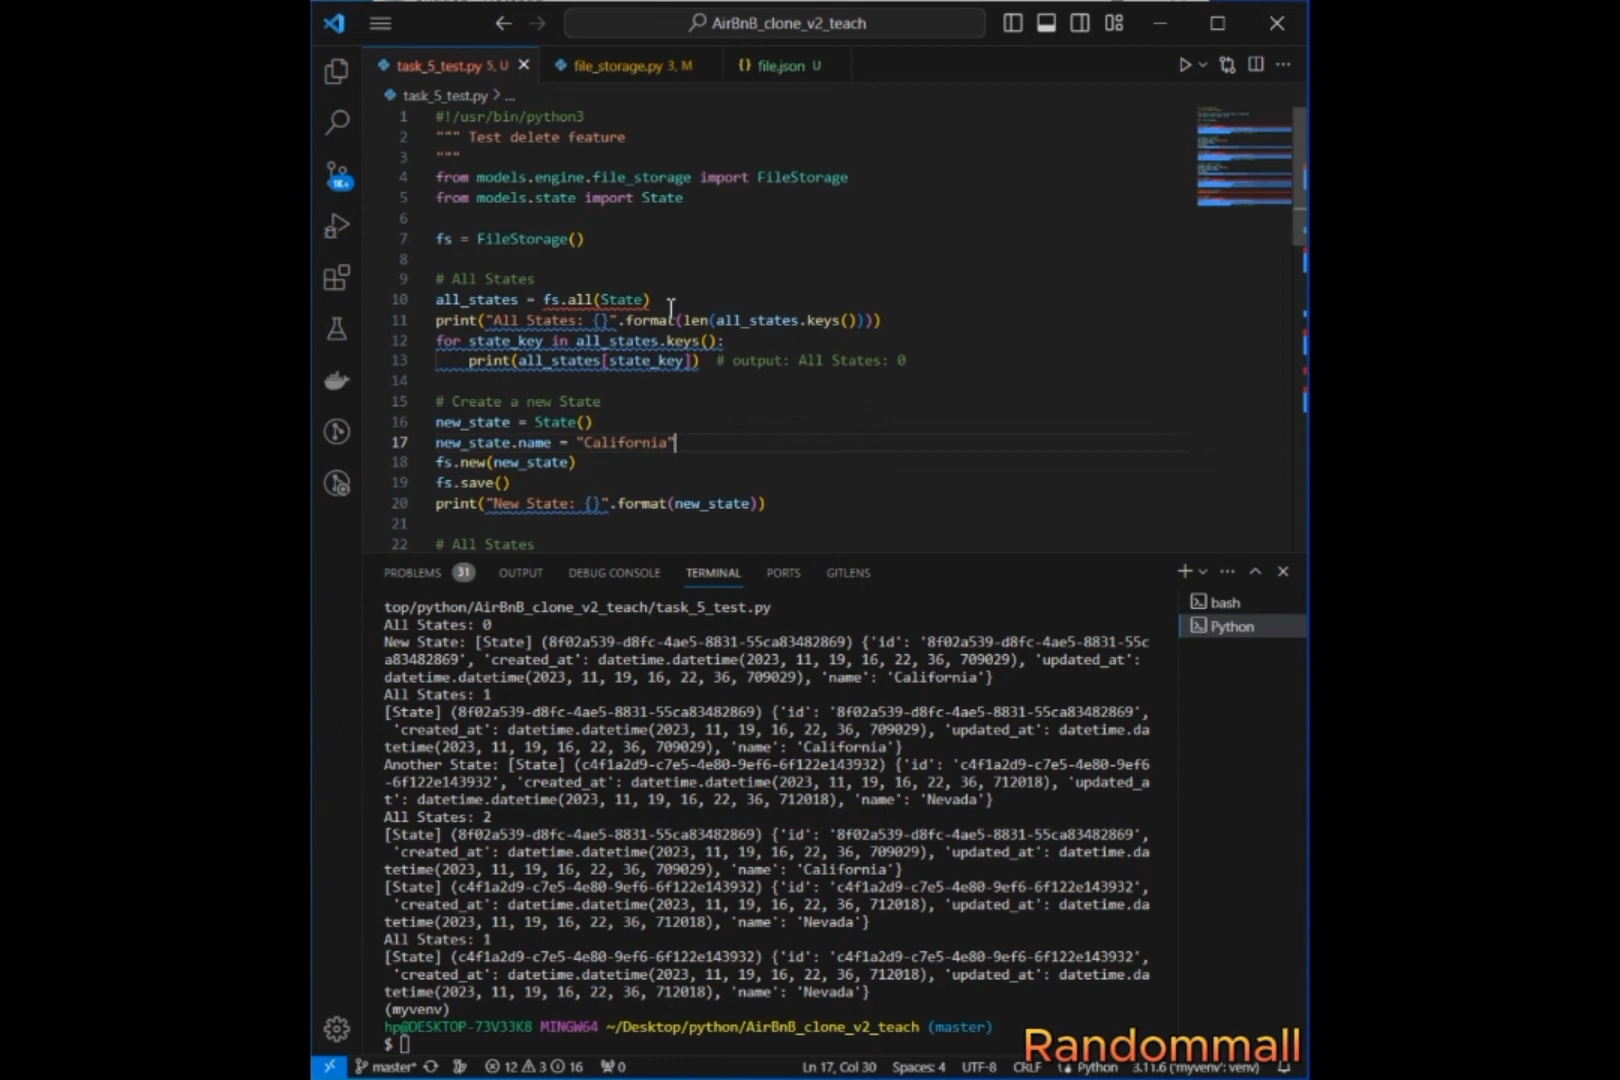 AirBnB_clone_v2_teach
task_5_test.py 5, U
file_storage.py 3, M
{} file.json U
task_5_test.py > ...
1 #!/usr/bin/python3
2 """ Test delete feature
3 """
4 from models.engine.file_storage import FileStorage
5 from models.state import State
6
7 fs = FileStorage()
8
9 # All States
10 all_states = fs.all(State)
11 print("All States: {}".format(len(all_states.keys())))
12 for state_key in all_states.keys():
13 print(all_states[state_key]) # output: All States: 0
14
15 # Create a new State
16 new_state = State()
17 new_state.name = "California"
18 fs.new(new_state)
19 fs.save()
20 print("New State: {}".format(new_state))
21
22 # All States
1K+
PROBLEMS 31 OUTPUT DEBUG CONSOLE TERMINAL PORTS GITLENS
bash
Python
top/python/AirBnB_clone_v2_teach/task_5_test.py
All States: 0
New State: [State] (8f02a539-d8fc-4ae5-8831-55ca83482869) {'id': '8f02a539-d8fc-4ae5-8831-55c
a83482869', 'created_at': datetime.datetime(2023, 11, 19, 16, 22, 36, 709029), 'updated_at':
datetime.datetime(2023, 11, 19, 16, 22, 36, 709029), 'name': 'California'}
All States: 1
[State] (8f02a539-d8fc-4ae5-8831-55ca83482869) {'id': '8f02a539-d8fc-4ae5-8831-55ca83482869',
'created_at': datetime.datetime(2023, 11, 19, 16, 22, 36, 709029), 'updated_at': datetime.da
tetime(2023, 11, 19, 16, 22, 36, 709029), 'name': 'California'}
Another State: [State] (c4f1a2d9-c7e5-4e80-9ef6-6f122e143932) {'id': 'c4f1a2d9-c7e5-4e80-9ef6
-6f122e143932', 'created_at': datetime.datetime(2023, 11, 19, 16, 22, 36, 712018), 'updated_a
t': datetime.datetime(2023, 11, 19, 16, 22, 36, 712018), 'name': 'Nevada'}
All States: 2
[State] (8f02a539-d8fc-4ae5-8831-55ca83482869) {'id': '8f02a539-d8fc-4ae5-8831-55ca83482869',
'created_at': datetime.datetime(2023, 11, 19, 16, 22, 36, 709029), 'updated_at': datetime.da
tetime(2023, 11, 19, 16, 22, 36, 709029), 'name': 'California'}
[State] (c4f1a2d9-c7e5-4e80-9ef6-6f122e143932) {'id': 'c4f1a2d9-c7e5-4e80-9ef6-6f122e143932',
'created_at': datetime.datetime(2023, 11, 19, 16, 22, 36, 712018), 'updated_at': datetime.da
tetime(2023, 11, 19, 16, 22, 36, 712018), 'name': 'Nevada'}
All States: 1
[State] (c4f1a2d9-c7e5-4e80-9ef6-6f122e143932) {'id': 'c4f1a2d9-c7e5-4e80-9ef6-6f122e143932',
'created_at': datetime.datetime(2023, 11, 19, 16, 22, 36, 712018), 'updated_at': datetime.da
tetime(2023, 11, 19, 16, 22, 36, 712018), 'name': 'Nevada'}
(myvenv)
hp@DESKTOP-73V33K8 MINGW64 ~/Desktop/python/AirBnB_clone_v2_teach (master)
$
Randommall
master* 12 3 16 0 Ln 17, Col 30 Spaces: 4 UTF-8 CRLF Python 3.11.6 ('myvenv': venv)